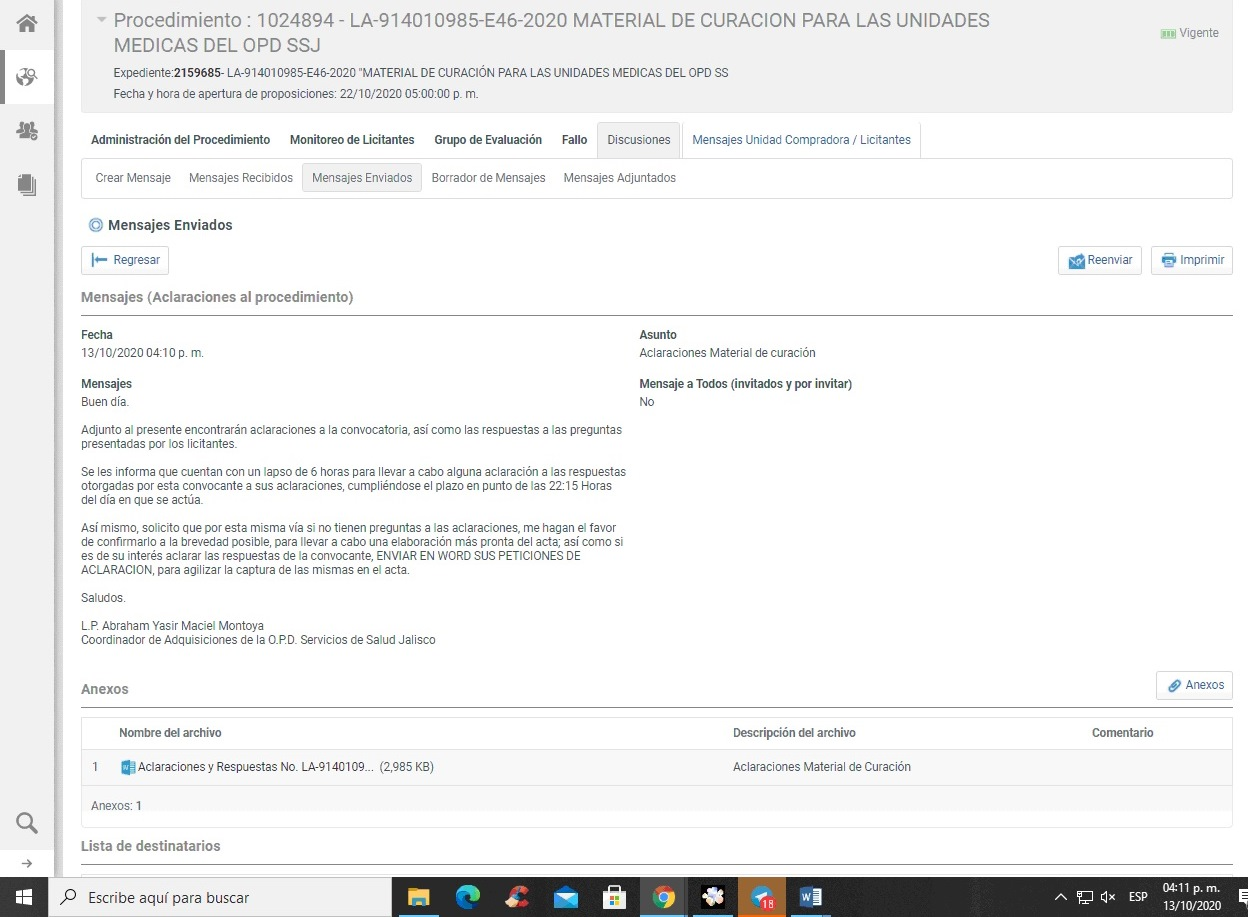 Procedimiento : 1024894 - LA-914010985-E46-2020 MATERIAL DE CURACION PARA LAS UNIDADES
MEDICAS DEL OPD SSJ
Vigente
Expediente:2159685- LA-914010985-E46-2020 "MATERIAL DE CURACIÓN PARA LAS UNIDADES MEDICAS DEL OPD SS
Fecha y hora de apertura de proposiciones: 22/10/2020 05:00:00 p. m.
Administración del Procedimiento Monitoreo de Licitantes Grupo de Evaluación Fallo Discusiones Mensajes Unidad Compradora / Licitantes
Crear Mensaje Mensajes Recibidos Mensajes Enviados Borrador de Mensajes Mensajes Adjuntados
Mensajes Enviados
Regresar Reenviar Imprimir
Mensajes (Aclaraciones al procedimiento)
Fecha Asunto
13/10/2020 04:10 p. m. Aclaraciones Material de curación
Mensajes Mensaje a Todos (invitados y por invitar)
Buen día. No
Adjunto al presente encontrarán aclaraciones a la convocatoria, así como las respuestas a las preguntas
presentadas por los licitantes.
Se les informa que cuentan con un lapso de 6 horas para llevar a cabo alguna aclaración a las respuestas
otorgadas por esta convocante a sus aclaraciones, cumpliéndose el plazo en punto de las 22:15 Horas
del día en que se actúa.
Así mismo, solicito que por esta misma vía si no tienen preguntas a las aclaraciones, me hagan el favor
de confirmarlo a la brevedad posible, para llevar a cabo una elaboración más pronta del acta; así como si
es de su interés aclarar las respuestas de la convocante, ENVIAR EN WORD SUS PETICIONES DE
ACLARACION, para agilizar la captura de las mismas en el acta.
Saludos.
L.P. Abraham Yasir Maciel Montoya
Coordinador de Adquisiciones de la O.P.D. Servicios de Salud Jalisco
Anexos Anexos
Nombre del archivo Descripción del archivo Comentario
1 Aclaraciones y Respuestas No. LA-9140109... (2,985 KB) Aclaraciones Material de Curación
Anexos: 1
Lista de destinatarios
Escribe aquí para buscar 18 ESP 04:11 p. m.
13/10/2020